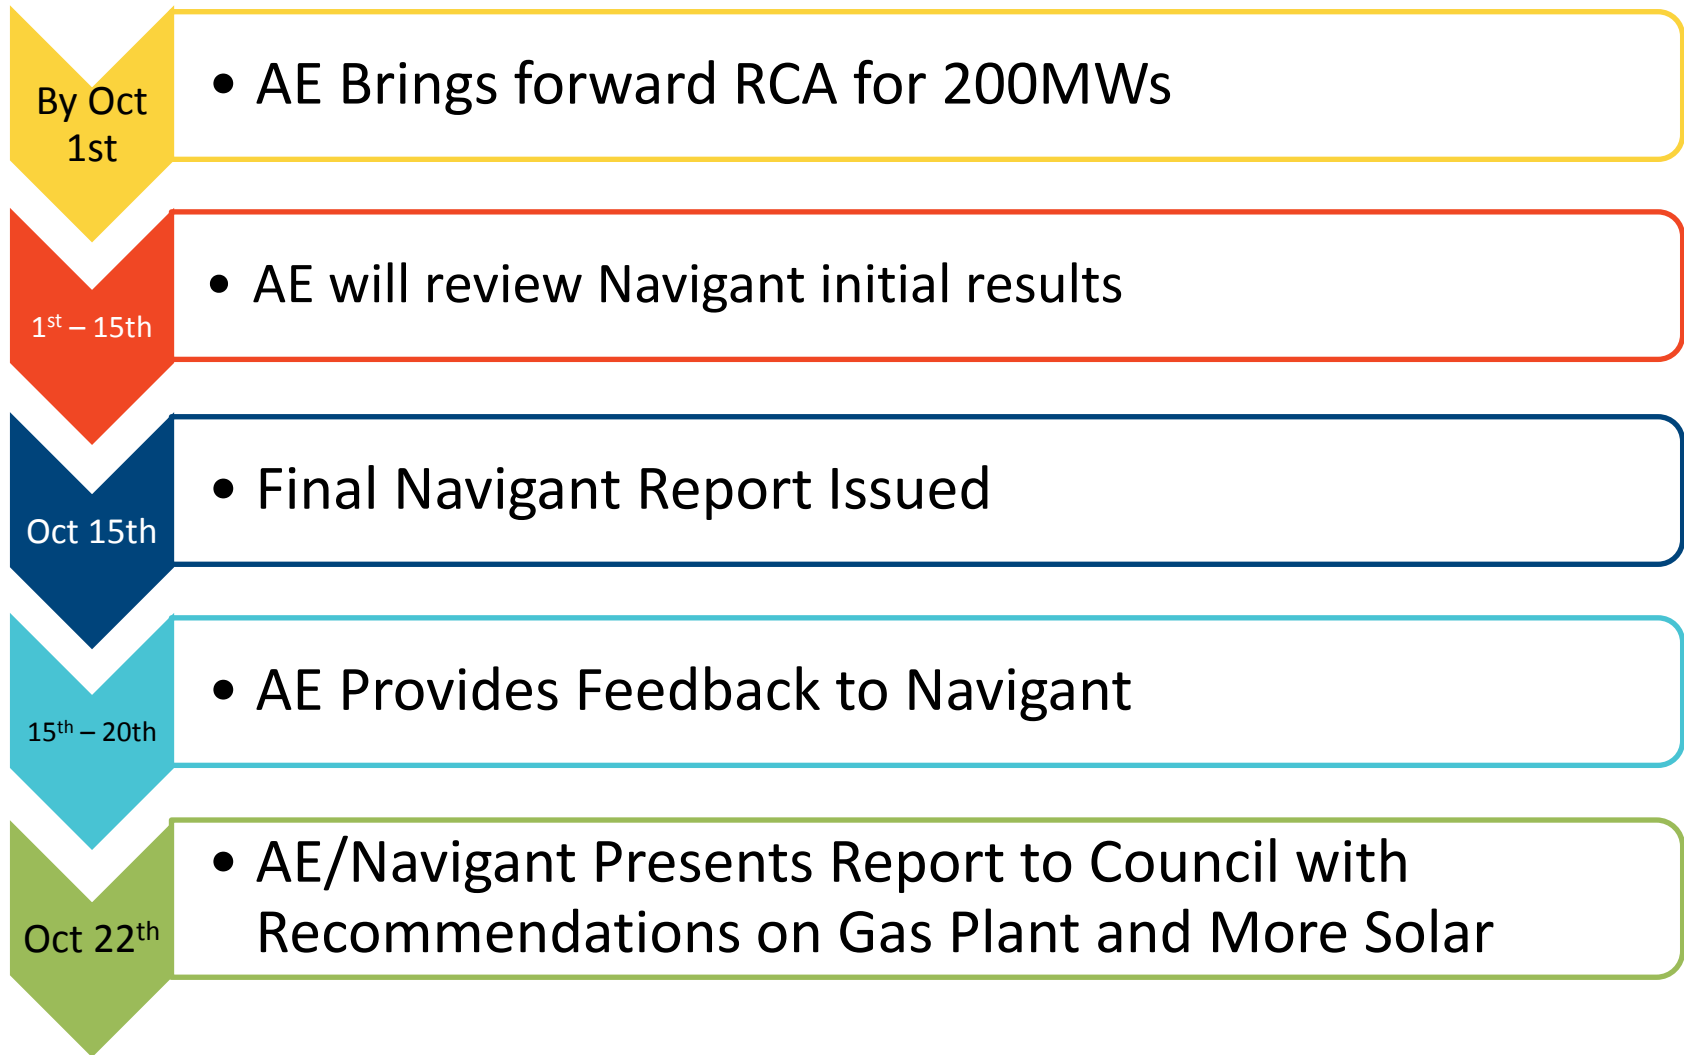 By Oct
1st
• AE Brings forward RCA for 200MWs
1st – 15th
• AE will review Navigant initial results
Oct 15th
• Final Navigant Report Issued
15th – 20th
• AE Provides Feedback to Navigant
Oct 22th
• AE/Navigant Presents Report to Council with
Recommendations on Gas Plant and More Solar